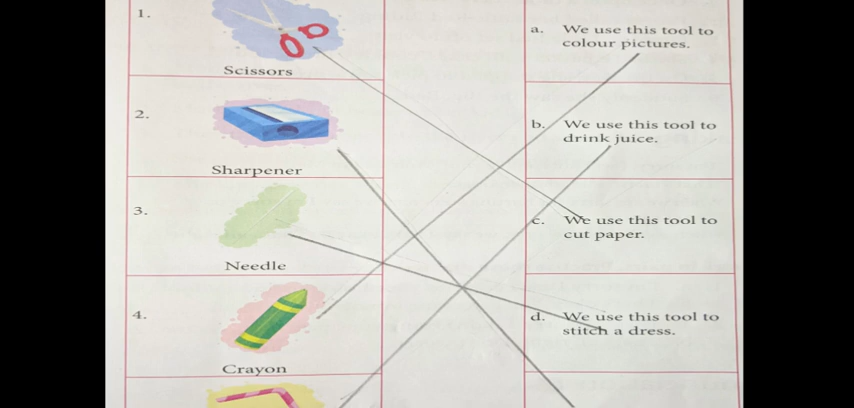 1.
Scissors
a. We use this tool to
colour pictures.
2.
Sharpener
b. We use this tool to
drink juice.
3.
Needle
c. We use this tool to
cut paper.
4.
Crayon
d. We use this tool to
stitch a dress.